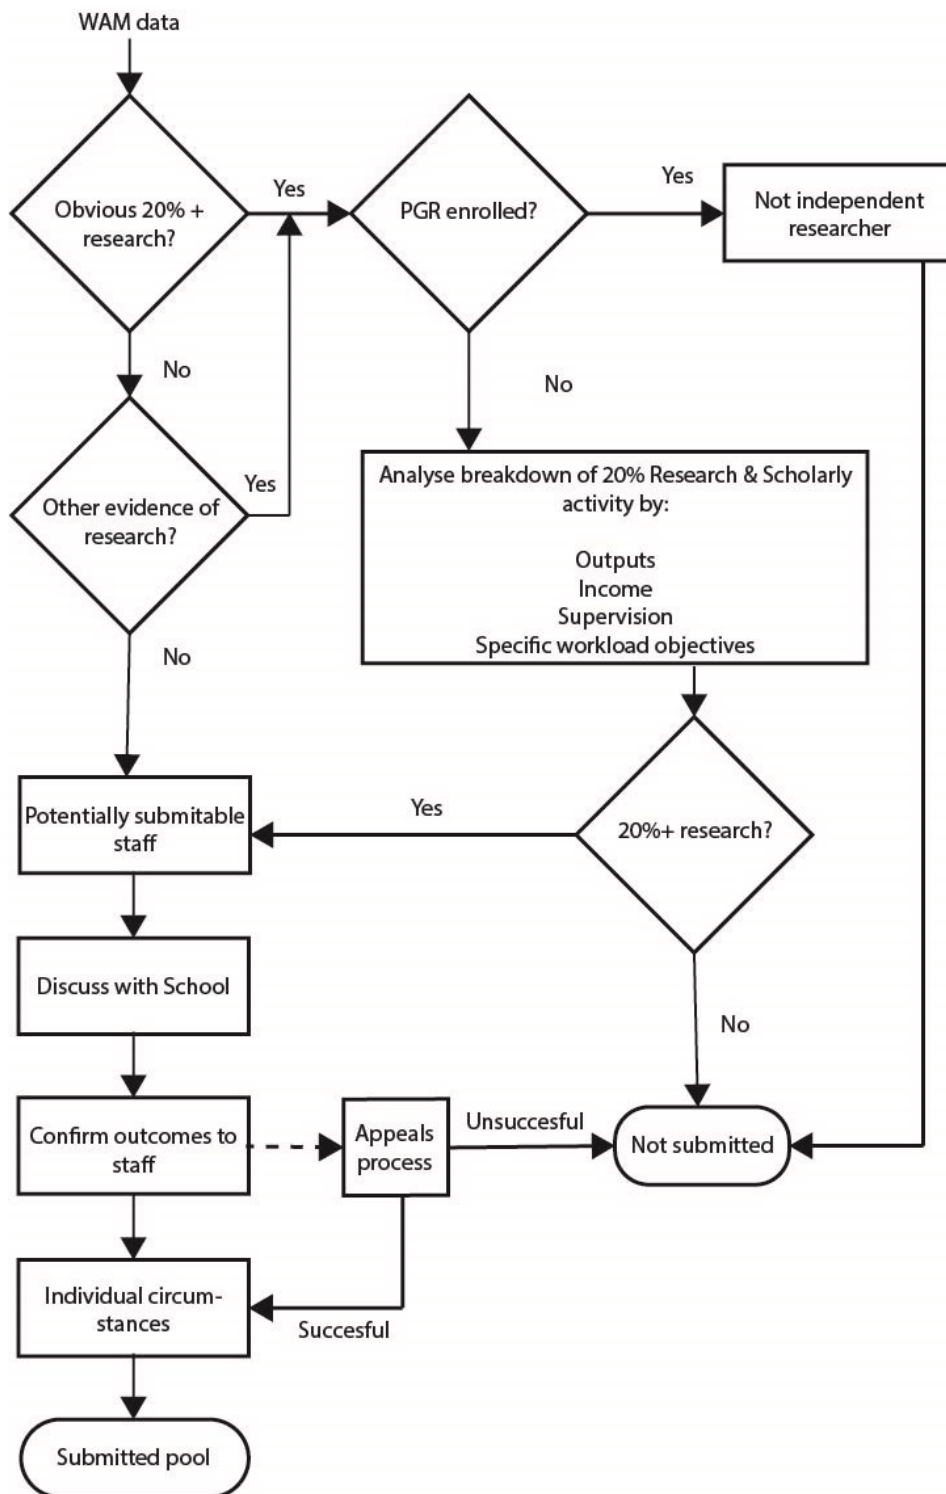 WAM data
Obvious 20% +
research?
Yes
PGR enrolled?
Yes
Not independent
researcher
No
Other evidence of
research?
Yes
No
No
Analyse breakdown of 20% Research & Scholarly
activity by:
Outputs
Income
Supervision
Specific workload objectives
20%+ research?
Yes
No
Potentially submitable
staff
Discuss with School
Confirm outcomes to
staff
Appeals
process
Unsuccesful
Not submitted
Succesful
Individual circum-
stances
Submitted pool